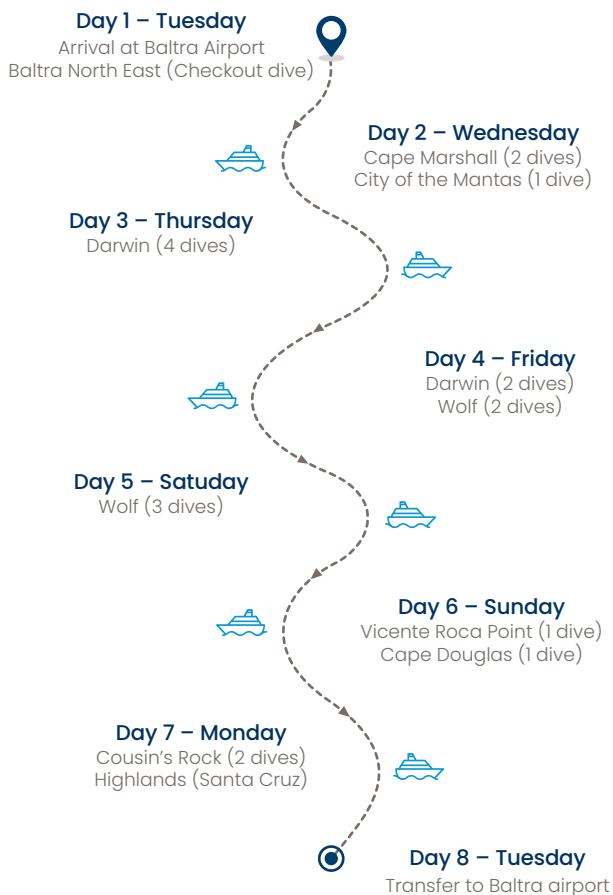 Day 1 – Tuesday
Arrival at Baltra Airport
Baltra North East (Checkout dive)
Day 2 – Wednesday
Cape Marshall (2 dives)
City of the Mantas (1 dive)
Day 3 – Thursday
Darwin (4 dives)
Day 4 – Friday
Darwin (2 dives)
Wolf (2 dives)
Day 5 – Satuday
Wolf (3 dives)
Day 6 – Sunday
Vicente Roca Point (1 dive)
Cape Douglas (1 dive)
Day 7 – Monday
Cousin's Rock (2 dives)
Highlands (Santa Cruz)
Day 8 – Tuesday
Transfer to Baltra airport